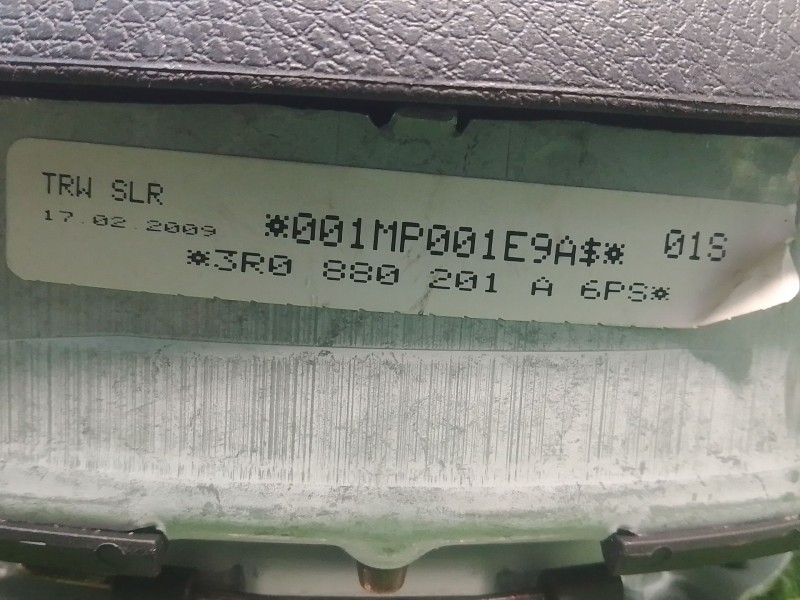 TRW SLR
17.02.2009 *001MP001E9A$* 01S
*3R0 880 201 A 6PS*